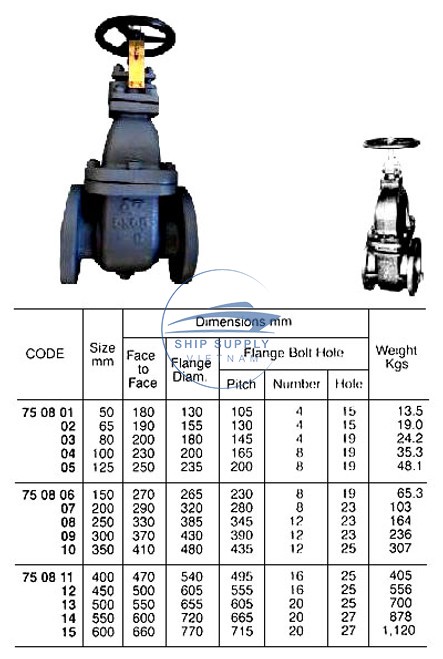 Dimensions mm
SHIP SUPPLY
VIETNAM
CODE Size mm Face to Face Flange Diam. Flange Bolt Hole Weight Kgs
Pitch Number Hole
75 08 01 50 180 130 105 4 15 13.5
02 65 190 155 130 4 15 19.0
03 80 200 180 145 4 19 24.2
04 100 230 200 165 8 19 35.3
05 125 250 235 200 8 19 48.1
75 08 06 150 270 265 230 8 19 65.3
07 200 290 320 280 8 23 103
08 250 330 385 345 12 23 164
09 300 370 430 390 12 23 236
10 350 410 480 435 12 25 307
75 08 11 400 470 540 495 16 25 405
12 450 500 605 555 16 25 556
13 500 550 655 605 20 25 700
14 550 600 720 665 20 27 878
15 600 660 770 715 20 27 1,120